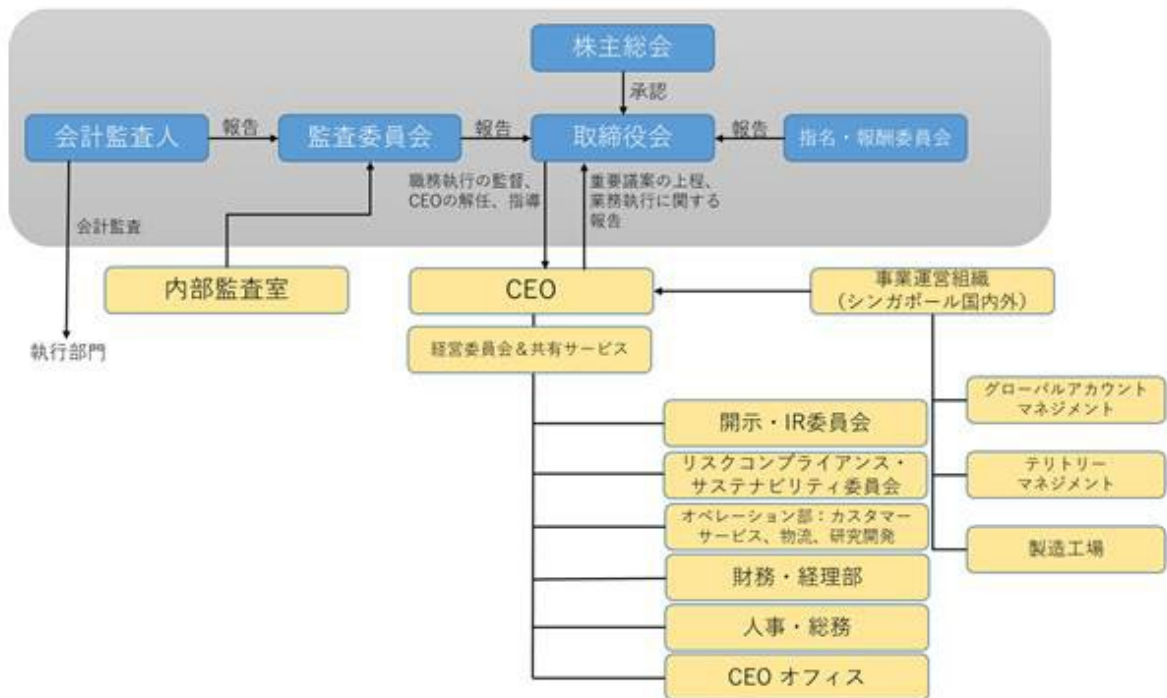 株主総会
承認
会計監査人
報告
監査委員会
報告
取締役会
報告
指名・報酬委員会
職務執行の監督、
CEOの解任、指導
重要議案の上程、
業務執行に関する
報告
会計監査
内部監査室
CEO
事業運営組織
（シンガポール国内外）
執行部門
経営委員会＆共有サービス
グローバルアカウント
マネジメント
開示・IR委員会
リスクコンプライアンス・
サステナビリティ委員会
テリトリー
マネジメント
オペレーション部：カスタマー
サービス、物流、研究開発
製造工場
財務・経理部
人事・総務
CEO オフィス